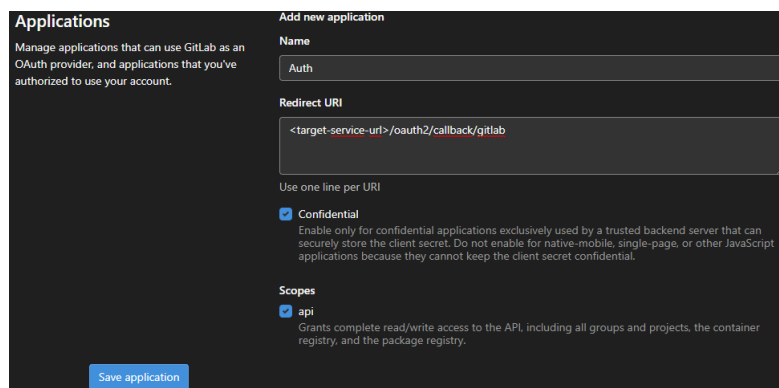 Applications
Manage applications that can use GitLab as an
OAuth provider, and applications that you've
authorized to use your account.
Add new application
Name
Auth
Redirect URI
<target-service-url>/oauth2/callback/gitlab
Use one line per URI
Confidential
Enable only for confidential applications exclusively used by a trusted backend server that can
securely store the client secret. Do not enable for native-mobile, single-page, or other JavaScript
applications because they cannot keep the client secret confidential.
Scopes
api
Grants complete read/write access to the API, including all groups and projects, the container
registry, and the package registry.
Save application